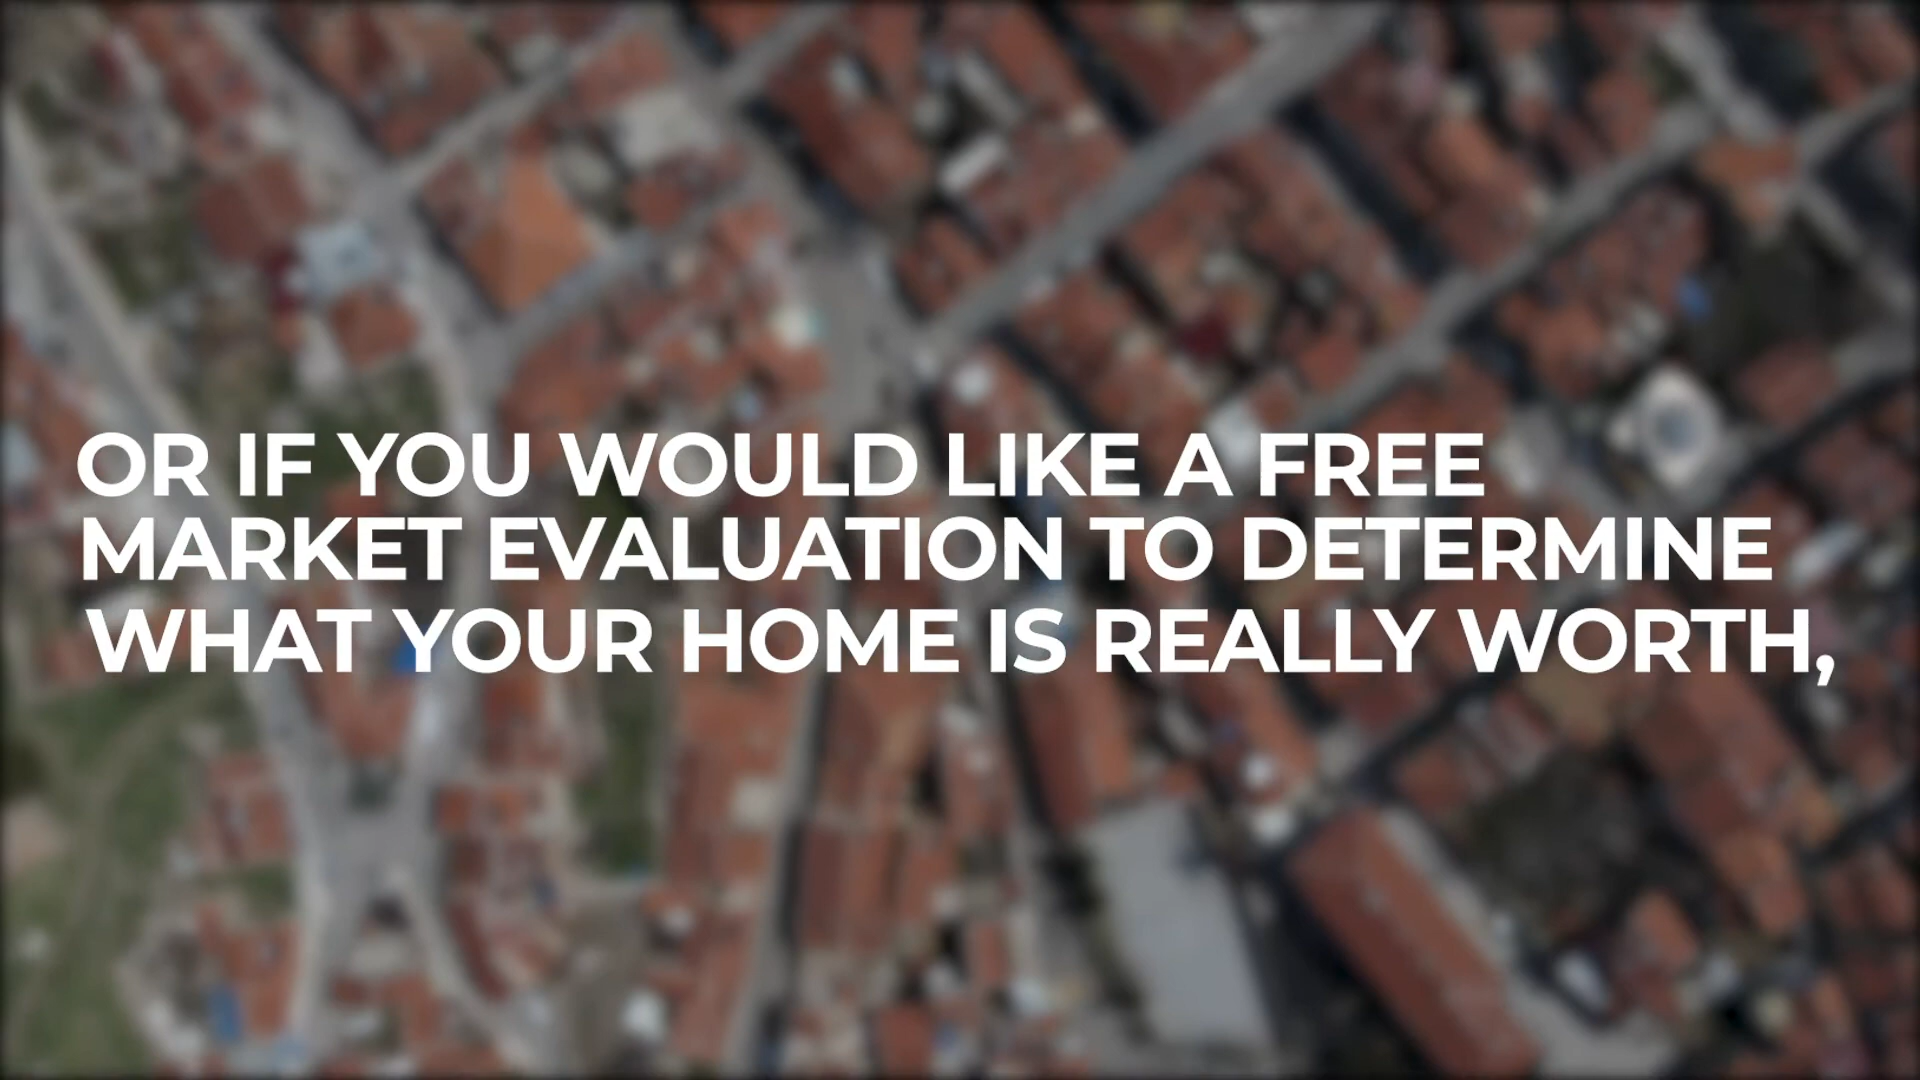 OR IF YOU WOULD LIKE A FREE
MARKET EVALUATION TO DETERMINE
WHAT YOUR HOME IS REALLY WORTH,